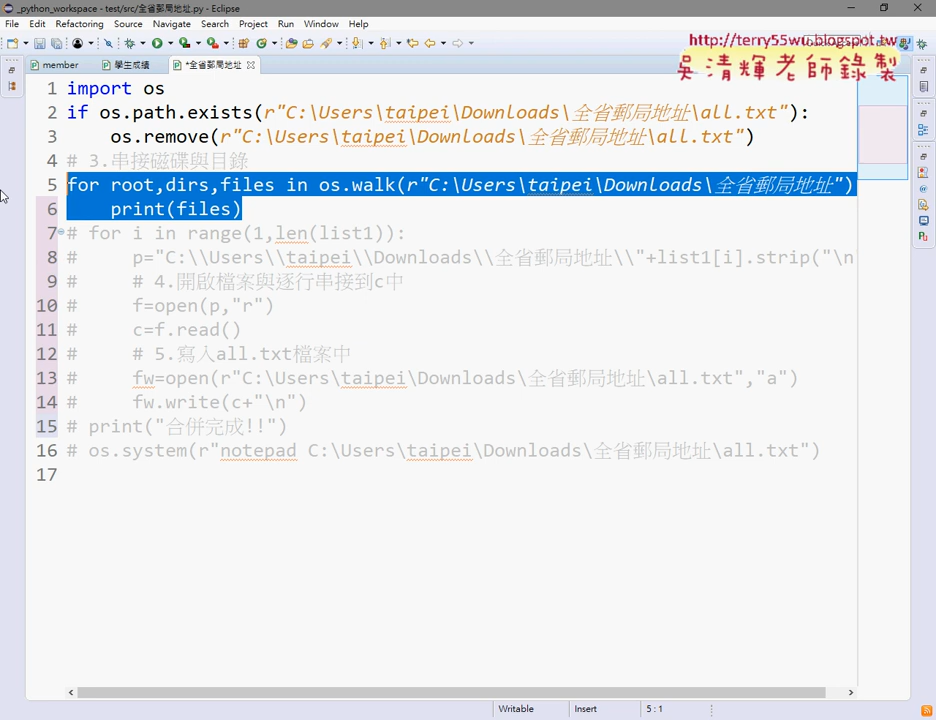 _python_workspace - test/src/全省郵局地址.py - Eclipse
File Edit Refactoring Source Navigate Search Project Run Window Help
http://terry55wu.blogspot.tw
吳清輝老師錄製
member 學生成績 *全省郵局地址
1 import os
2 if os.path.exists(r"C:\Users\taipei\Downloads\全省郵局地址\all.txt"):
3 os.remove(r"C:\Users\taipei\Downloads\全省郵局地址\all.txt")
4 # 3.串接磁碟與目錄
5 for root,dirs,files in os.walk(r"C:\Users\taipei\Downloads\全省郵局地址")
6 print(files)
7 # for i in range(1,len(list1)):
8 # p="C:\\Users\\taipei\\Downloads\\全省郵局地址\\"+list1[i].strip("\n"
9 # # 4.開啟檔案與逐行串接到c中
10 # f=open(p,"r")
11 # c=f.read()
12 # # 5.寫入all.txt檔案中
13 # fw=open(r"C:\Users\taipei\Downloads\全省郵局地址\all.txt","a")
14 # fw.write(c+"\n")
15 # print("合併完成!!")
16 # os.system(r"notepad C:\Users\taipei\Downloads\全省郵局地址\all.txt")
17
Writable Insert 5 : 1